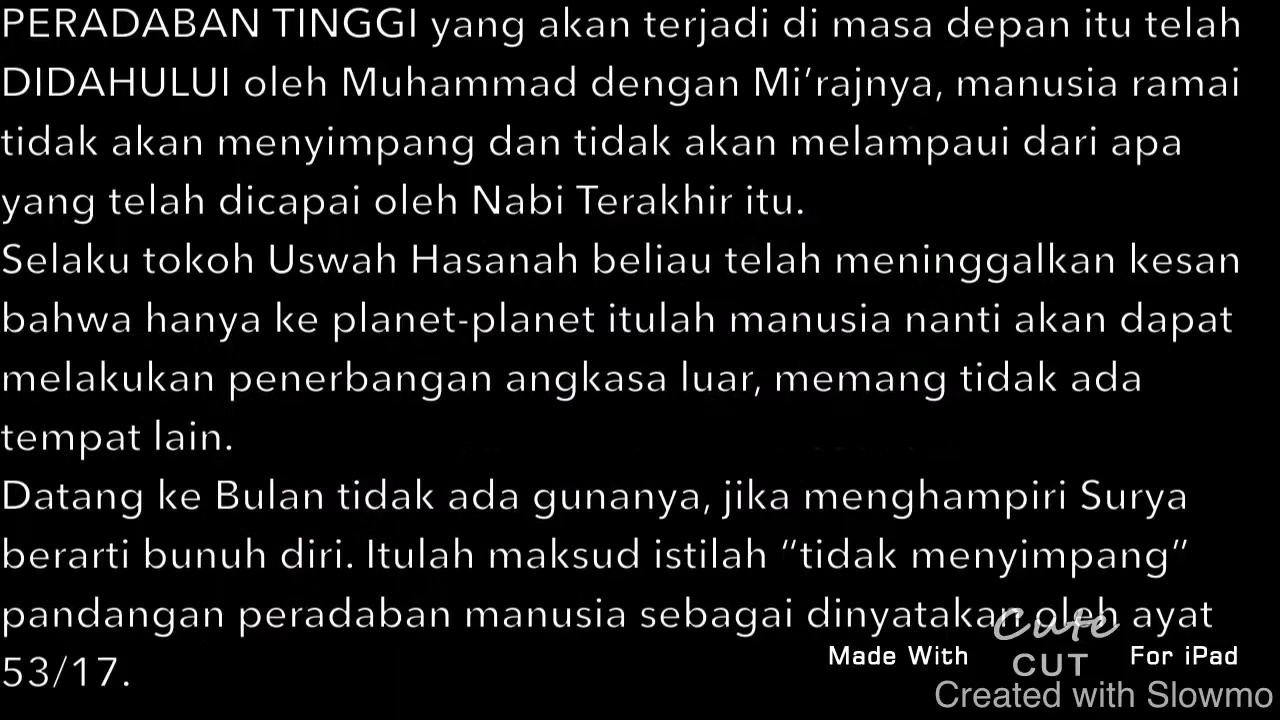 PERADABAN TINGGI yang akan terjadi di masa depan itu telah
DIDAHULUI oleh Muhammad dengan Mi’rajnya, manusia ramai
tidak akan menyimpang dan tidak akan melampaui dari apa
yang telah dicapai oleh Nabi Terakhir itu.
Selaku tokoh Uswah Hasanah beliau telah meninggalkan kesan
bahwa hanya ke planet-planet itulah manusia nanti akan dapat
melakukan penerbangan angkasa luar, memang tidak ada
tempat lain.
Datang ke Bulan tidak ada gunanya, jika menghampiri Surya
berarti bunuh diri. Itulah maksud istilah “tidak menyimpang”
pandangan peradaban manusia sebagai dinyatakan oleh ayat
53/17.
Made With Cute CUT For iPad
Created with Slowmo